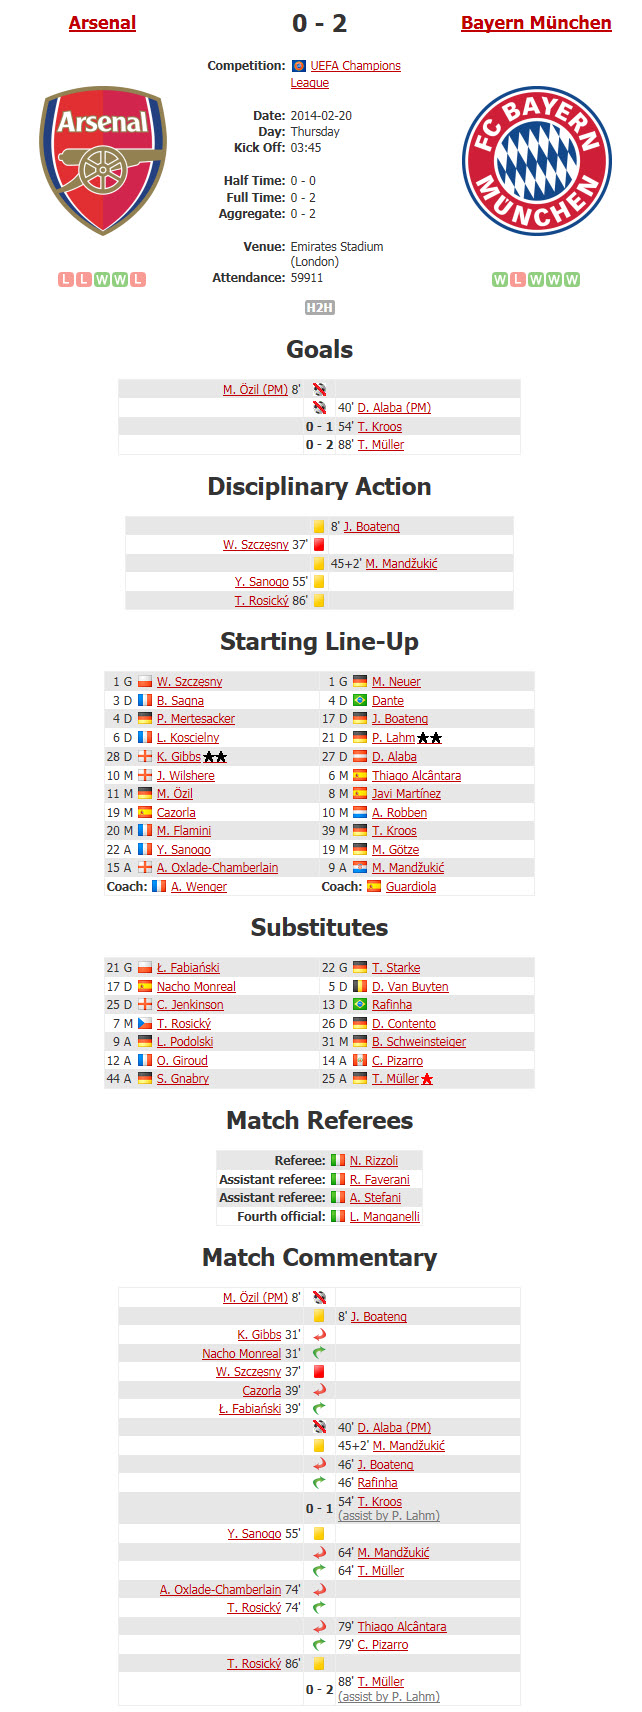 Arsenal 0 - 2 Bayern München
Competition: UEFA Champions
League
Arsenal
FC BAYERN
MÜNCHEN
Date: 2014-02-20
Day: Thursday
Kick Off: 03:45
Half Time: 0 - 0
Full Time: 0 - 2
Aggregate: 0 - 2
Venue: Emirates Stadium
(London)
Attendance: 59911
L L W W L
W L W W W
H2H
Goals
M. Özil (PM) 8'
40' D. Alaba (PM)
0 - 1 54' T. Kroos
0 - 2 88' T. Müller
Disciplinary Action
8' J. Boateng
W. Szczęsny 37'
45+2' M. Mandžukić
Y. Sanogo 55'
T. Rosický 86'
Starting Line-Up
1 G W. Szczęsny 1 G M. Neuer
3 D B. Sagna 4 D Dante
4 D P. Mertesacker 17 D J. Boateng
6 D L. Koscielny 21 D P. Lahm
28 D K. Gibbs 27 D D. Alaba
10 M J. Wilshere 6 M Thiago Alcântara
11 M M. Özil 8 M Javi Martínez
19 M Cazorla 10 M A. Robben
20 M M. Flamini 39 M T. Kroos
22 A Y. Sanogo 19 M M. Götze
15 A A. Oxlade-Chamberlain 9 A M. Mandžukić
Coach: A. Wenger Coach: Guardiola
Substitutes
21 G Ł. Fabiański 22 G T. Starke
17 D Nacho Monreal 5 D D. Van Buyten
25 D C. Jenkinson 13 D Rafinha
7 M T. Rosický 26 D D. Contento
9 A L. Podolski 31 M B. Schweinsteiger
12 A O. Giroud 14 A C. Pizarro
44 A S. Gnabry 25 A T. Müller
Match Referees
Referee: N. Rizzoli
Assistant referee: R. Faverani
Assistant referee: A. Stefani
Fourth official: L. Manganelli
Match Commentary
M. Özil (PM) 8'
8' J. Boateng
K. Gibbs 31'
Nacho Monreal 31'
W. Szczęsny 37'
Cazorla 39'
Ł. Fabiański 39'
40' D. Alaba (PM)
45+2' M. Mandžukić
46' J. Boateng
46' Rafinha
0 - 1 54' T. Kroos
(assist by P. Lahm)
Y. Sanogo 55'
64' M. Mandžukić
64' T. Müller
A. Oxlade-Chamberlain 74'
T. Rosický 74'
79' Thiago Alcântara
79' C. Pizarro
T. Rosický 86'
0 - 2 88' T. Müller
(assist by P. Lahm)